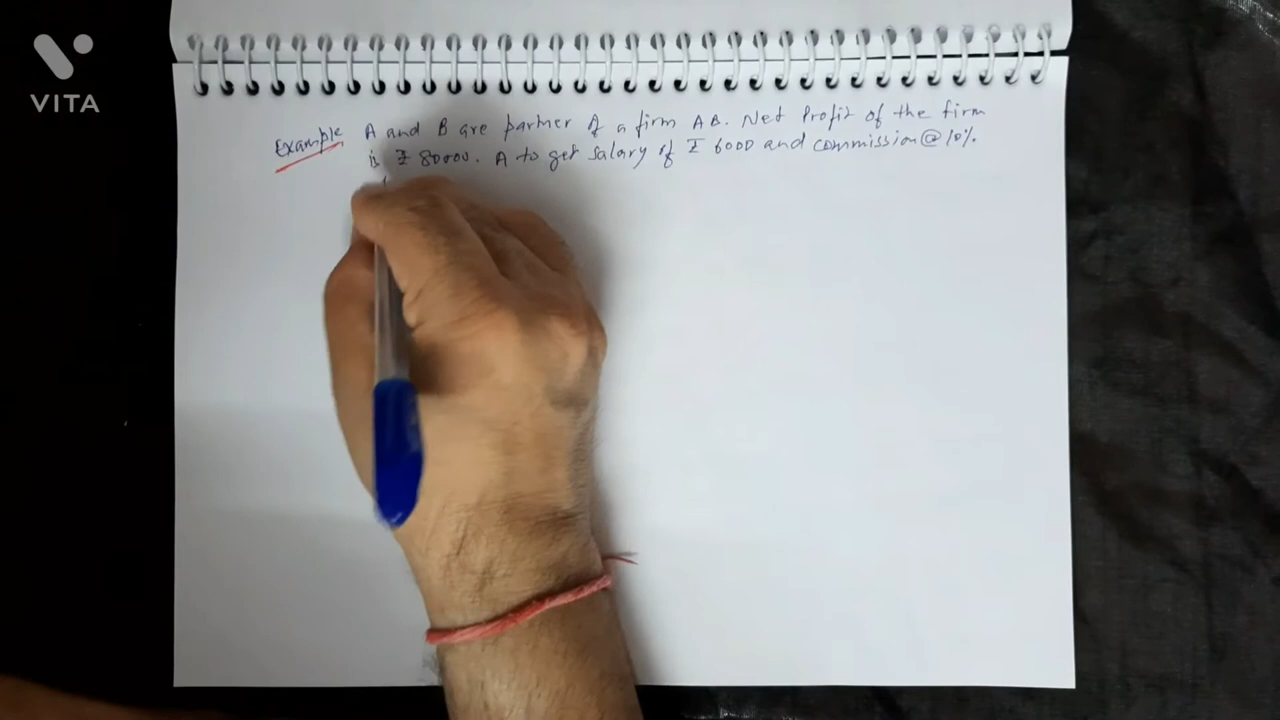 VITA
Example A and B are partner of a firm AB. Net Profit of the firm
is ₹ 80000. A to get salary of ₹ 6000 and commission @ 10%.